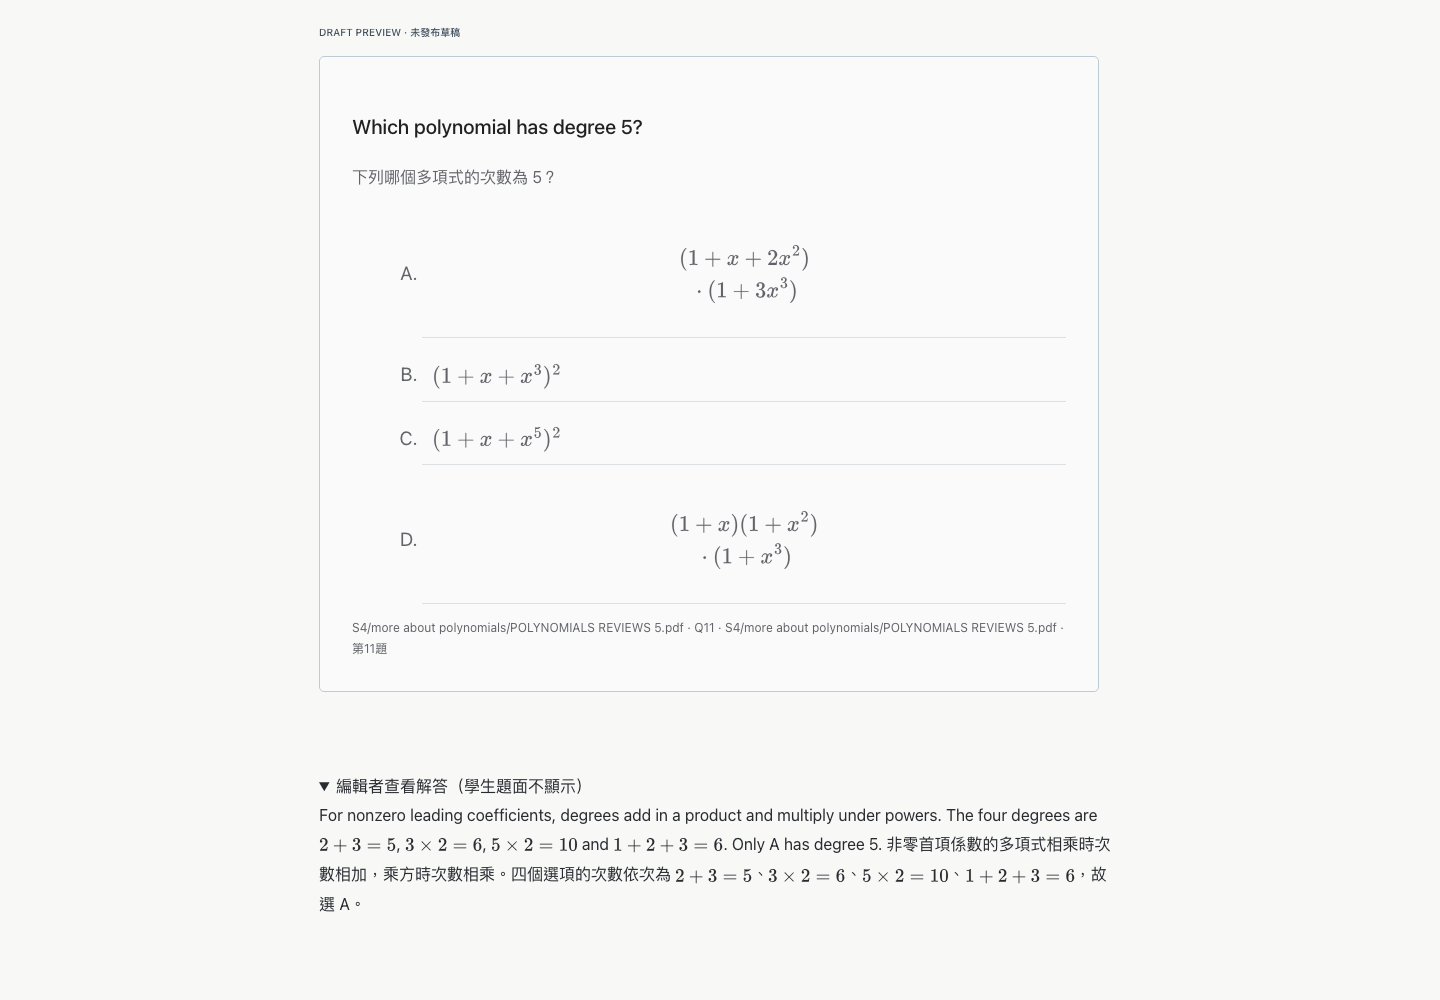 DRAFT PREVIEW · 未發布草稿
Which polynomial has degree 5?
下列哪個多項式的次數為 5？
A. (1 + x + 2x²)
· (1 + 3x³)
B. (1 + x + x³)²
C. (1 + x + x⁵)²
D. (1 + x)(1 + x²)
· (1 + x³)
S4/more about polynomials/POLYNOMIALS REVIEWS 5.pdf · Q11 · S4/more about polynomials/POLYNOMIALS REVIEWS 5.pdf ·
第11題
▼ 編輯者查看解答（學生題面不顯示）
For nonzero leading coefficients, degrees add in a product and multiply under powers. The four degrees are
2 + 3 = 5, 3 × 2 = 6, 5 × 2 = 10 and 1 + 2 + 3 = 6. Only A has degree 5. 非零首項係數的多項式相乘時次
數相加，乘方時次數相乘。四個選項的次數依次為 2 + 3 = 5、3 × 2 = 6、5 × 2 = 10、1 + 2 + 3 = 6，故
選 A。